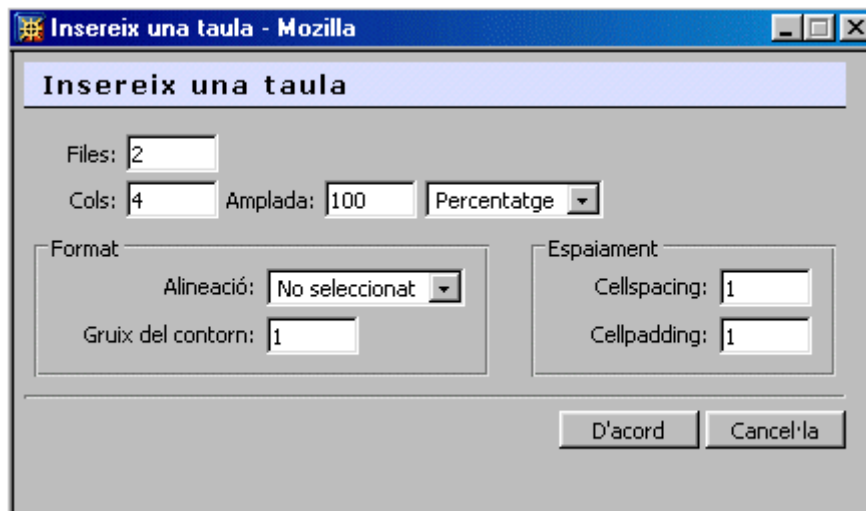 Insereix una taula - Mozilla
Insereix una taula
Files: 2
Cols: 4 Amplada: 100 Percentatge
Format
Alineació: No seleccionat
Gruix del contorn: 1
Espaiament
Cellspacing: 1
Cellpadding: 1
D'acord Cancel·la